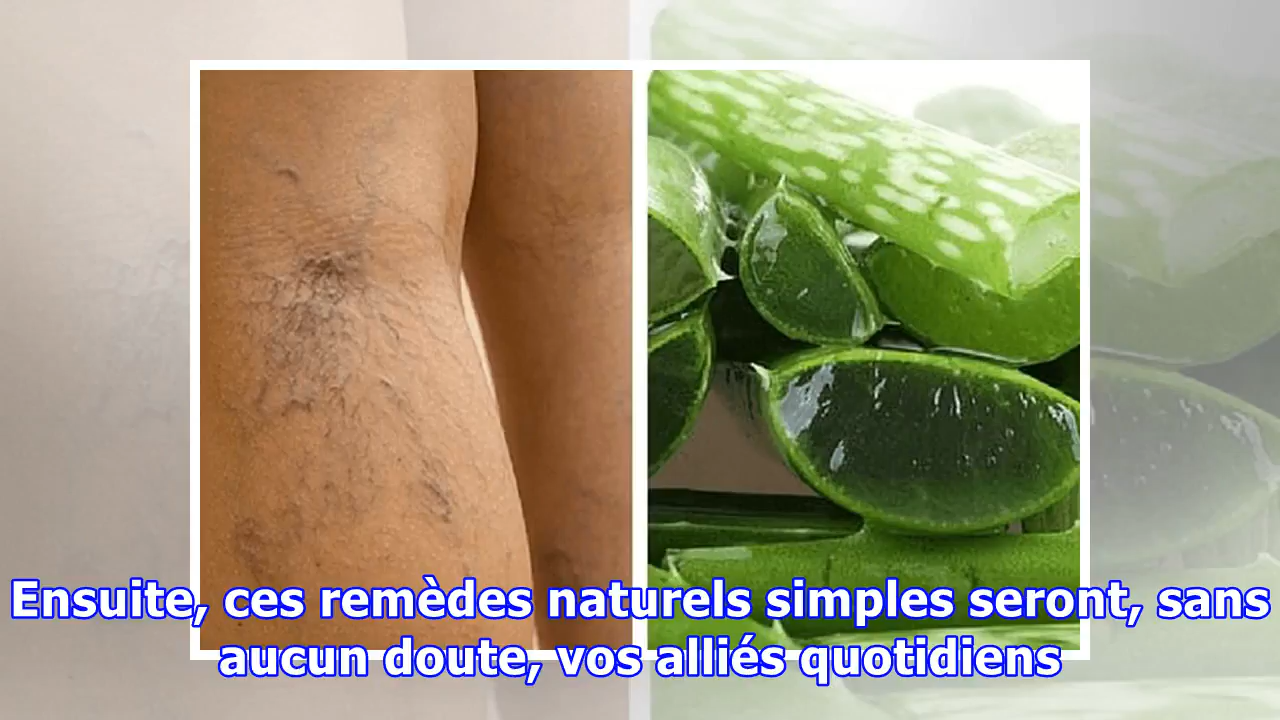 Ensuite, ces remèdes naturels simples seront, sans
aucun doute, vos alliés quotidiens